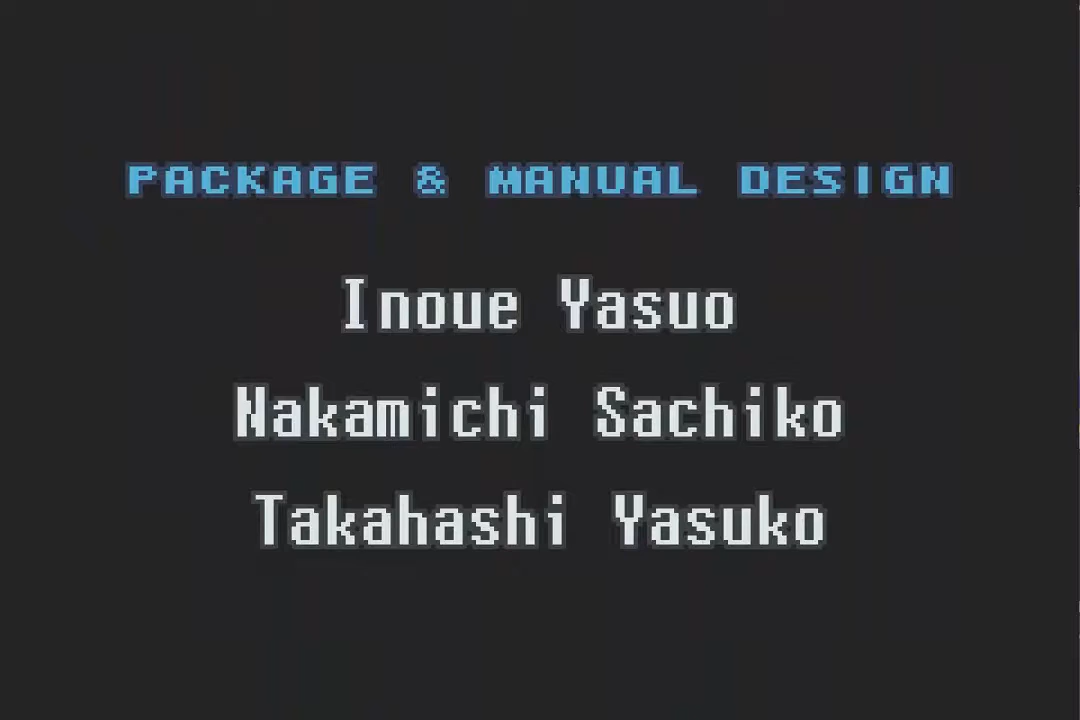 PACKAGE & MANUAL DESIGN
Inoue Yasuo
Nakamichi Sachiko
Takahashi Yasuko